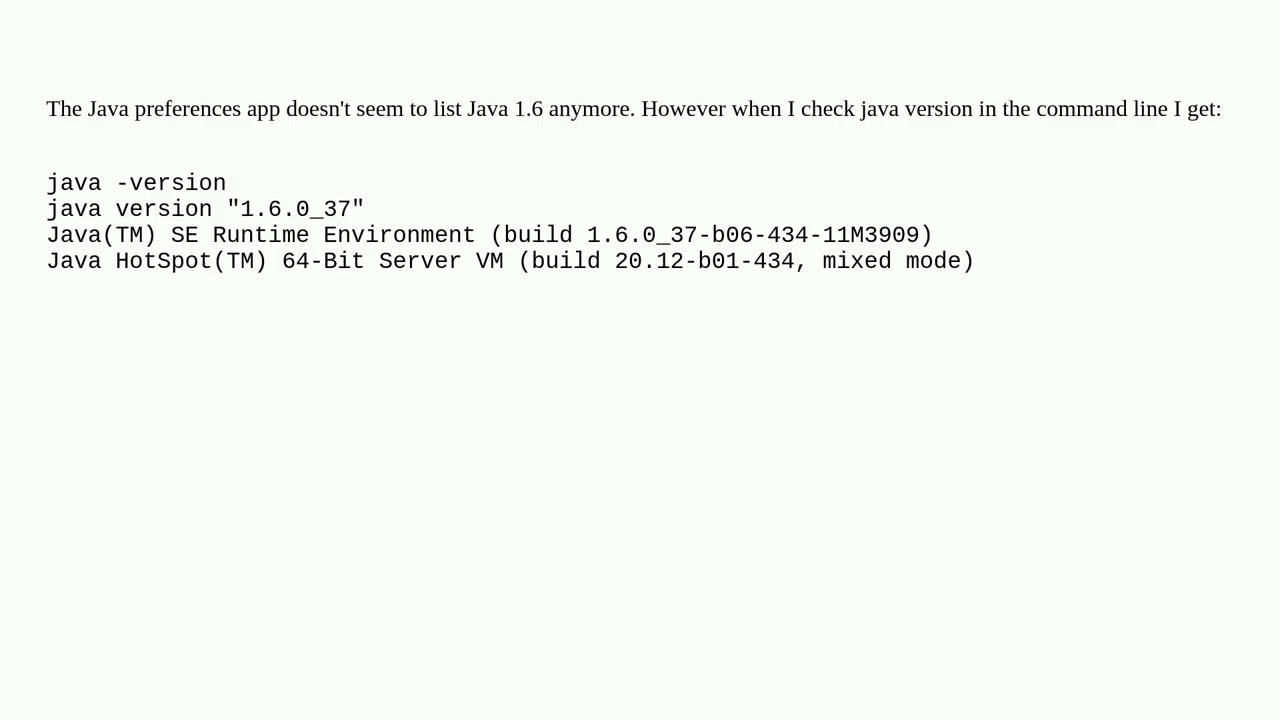 The Java preferences app doesn't seem to list Java 1.6 anymore. However when I check java version in the command line I get:
java -version
java version "1.6.0_37"
Java(TM) SE Runtime Environment (build 1.6.0_37-b06-434-11M3909)
Java HotSpot(TM) 64-Bit Server VM (build 20.12-b01-434, mixed mode)